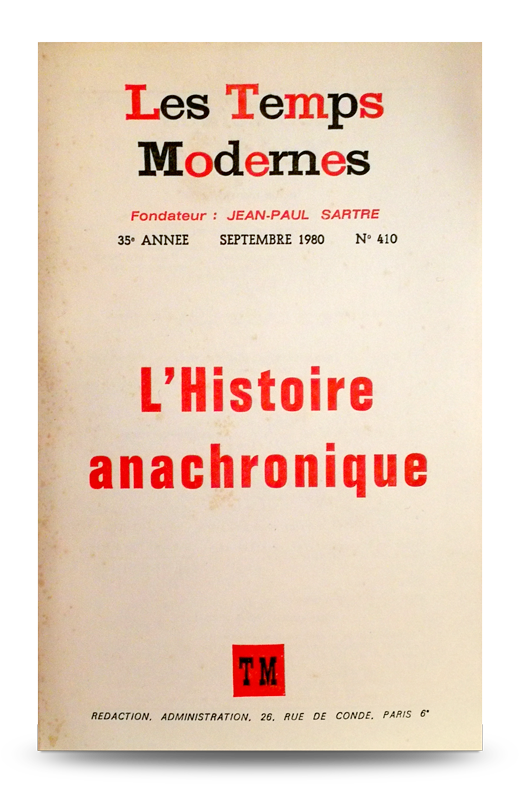 Les Temps
Modernes
Fondateur : JEAN-PAUL SARTRE
35e ANNEE SEPTEMBRE 1980 No 410
L'Histoire
anachronique
TM
REDACTION, ADMINISTRATION, 26, RUE DE CONDE, PARIS 6e